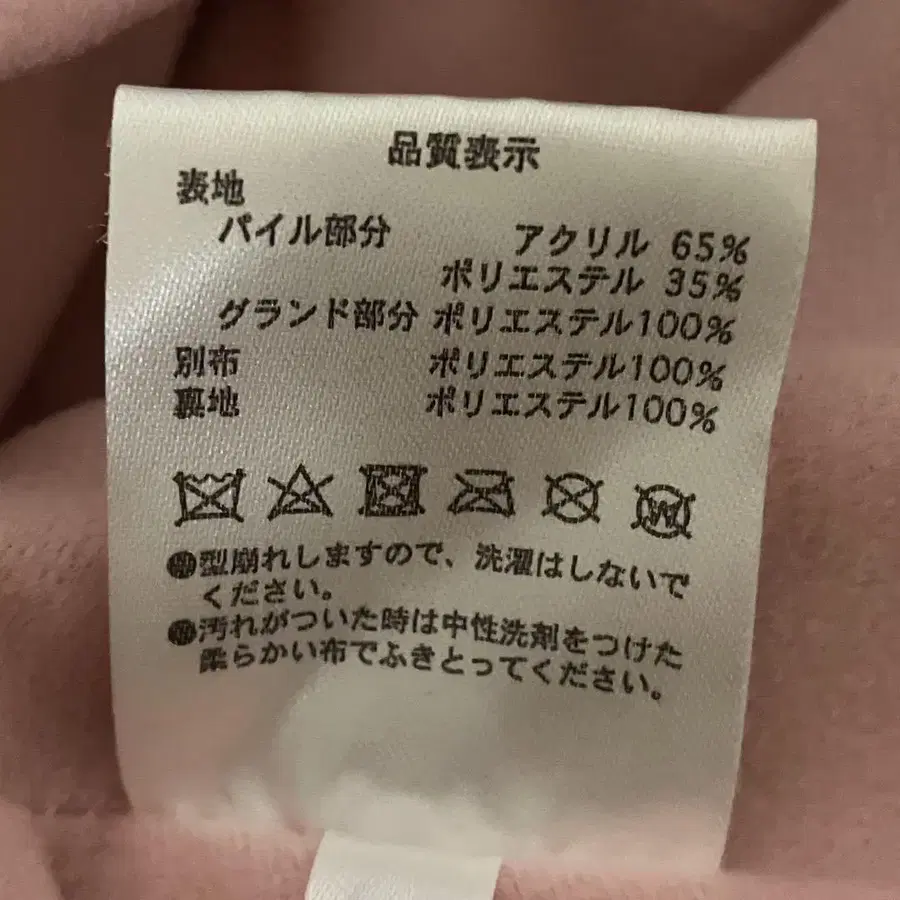 品質表示
表地
パイル部分 アクリル 65%
ポリエステル 35%
グランド部分 ポリエステル100%
別布 ポリエステル100%
裏地 ポリエステル100%
W
●型崩れしますので、洗濯はしないで
ください。
●汚れがついた時は中性洗剤をつけた
柔らかい布でふきとってください。